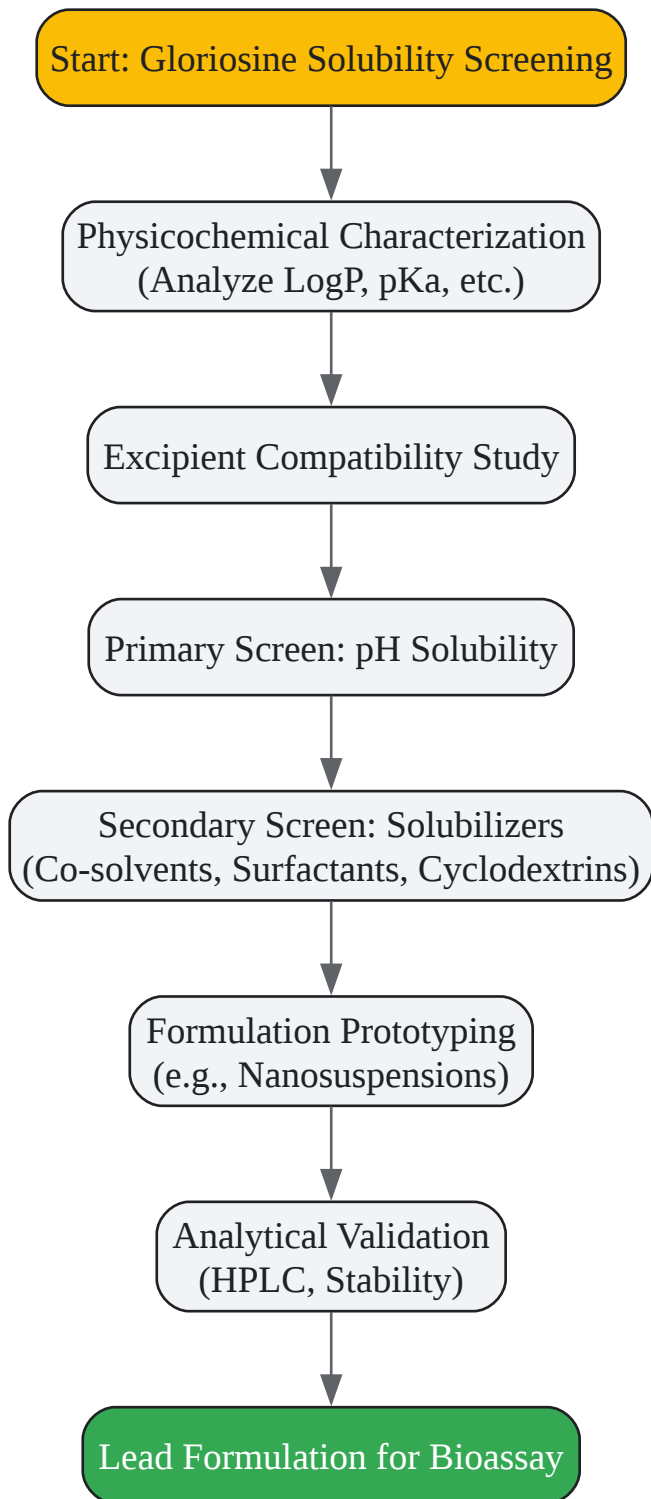 Start: Gloriosine Solubility Screening
Physicochemical Characterization
(Analyze LogP, pKa, etc.)
Excipient Compatibility Study
Primary Screen: pH Solubility
Secondary Screen: Solubilizers
(Co-solvents, Surfactants, Cyclodextrins)
Formulation Prototyping
(e.g., Nanosuspensions)
Analytical Validation
(HPLC, Stability)
Lead Formulation for Bioassay